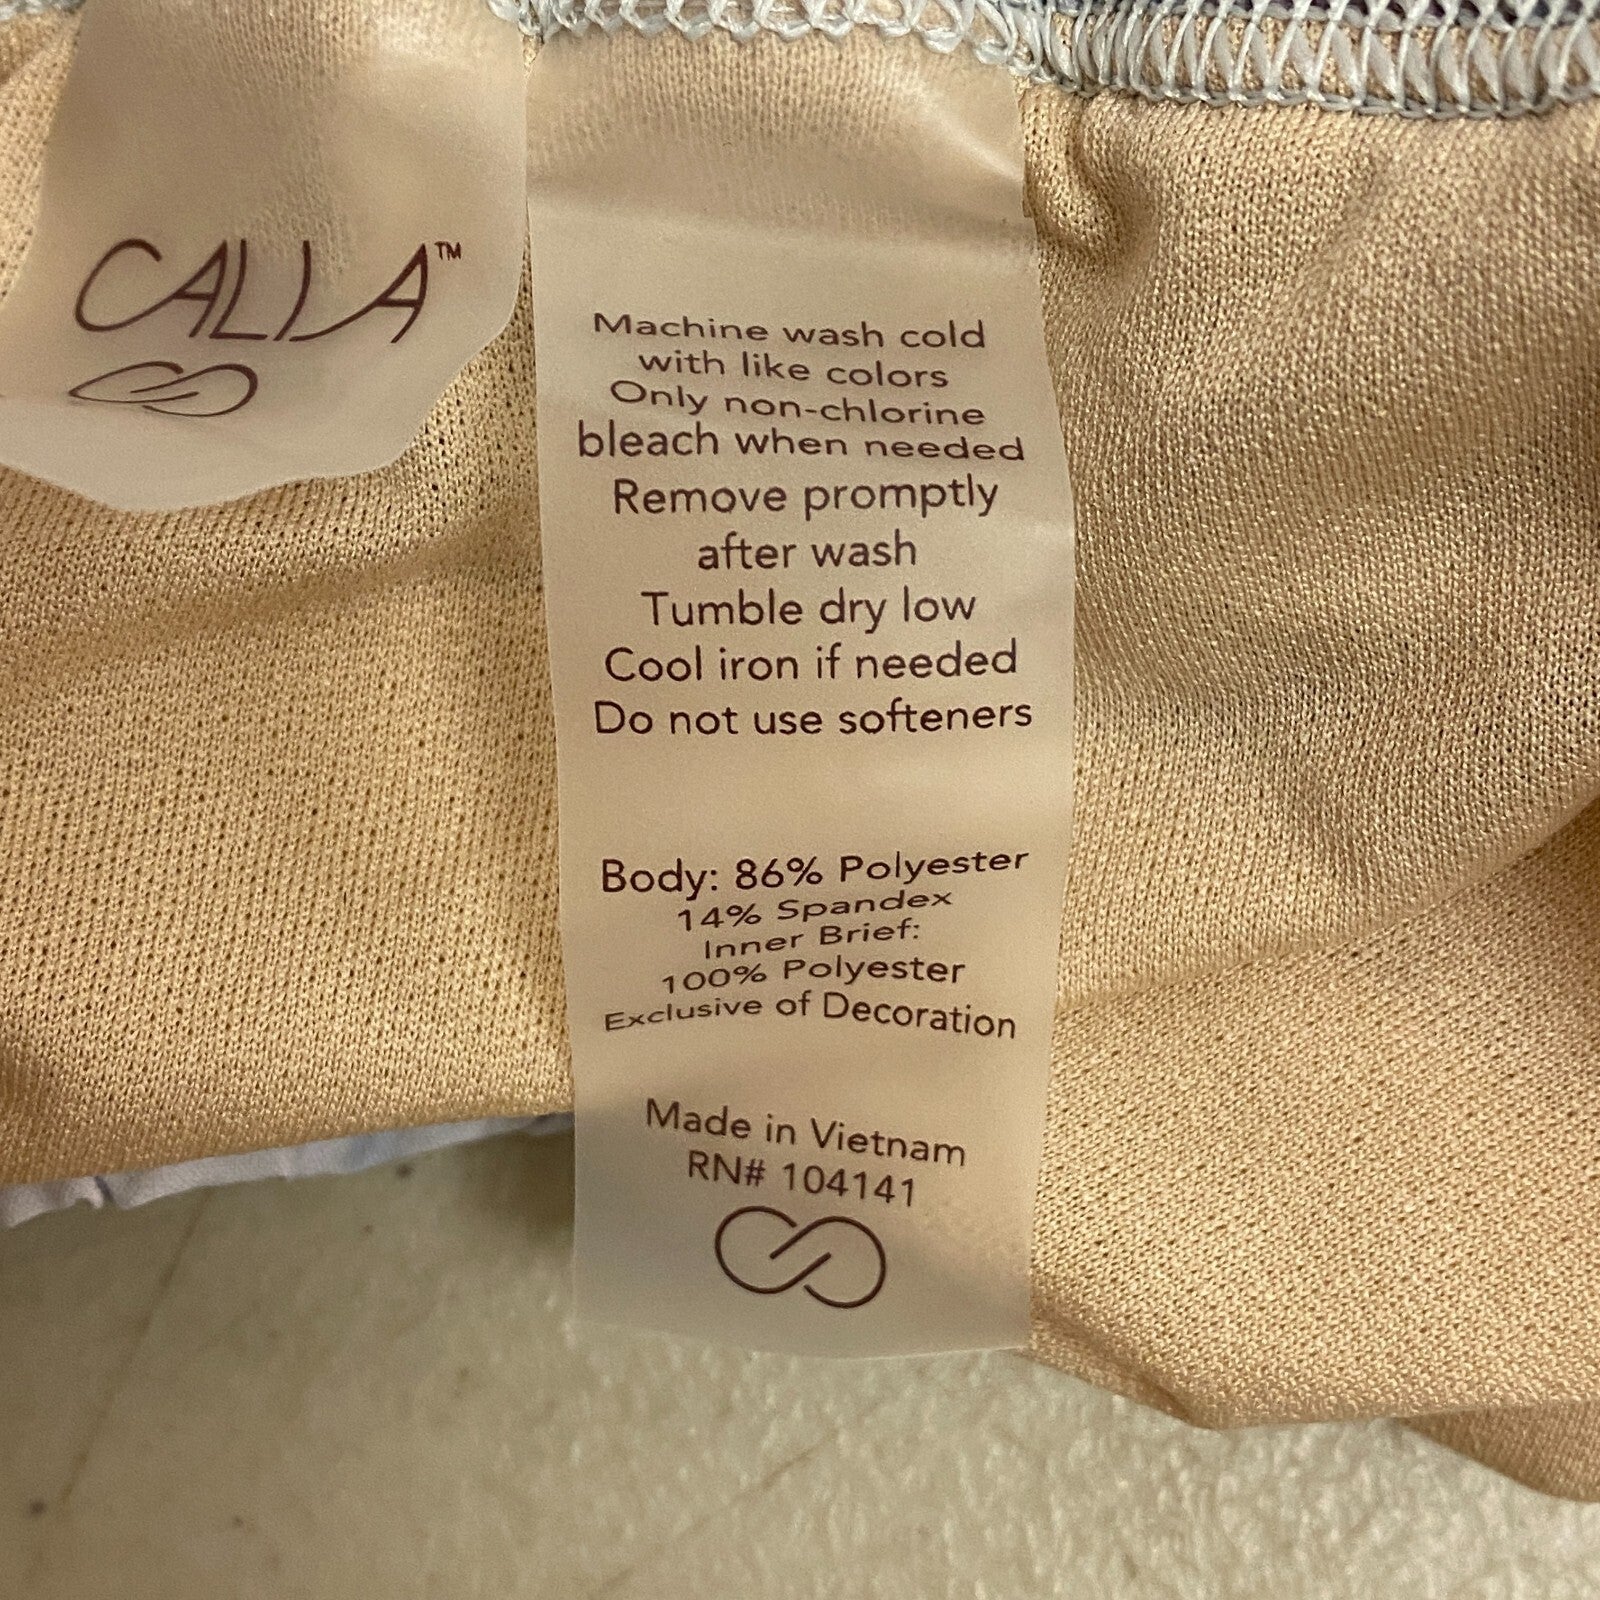 CALIA™
Machine wash cold
with like colors
Only non-chlorine
bleach when needed
Remove promptly
after wash
Tumble dry low
Cool iron if needed
Do not use softeners
Body: 86% Polyester
14% Spandex
Inner Brief:
100% Polyester
Exclusive of Decoration
Made in Vietnam
RN# 104141